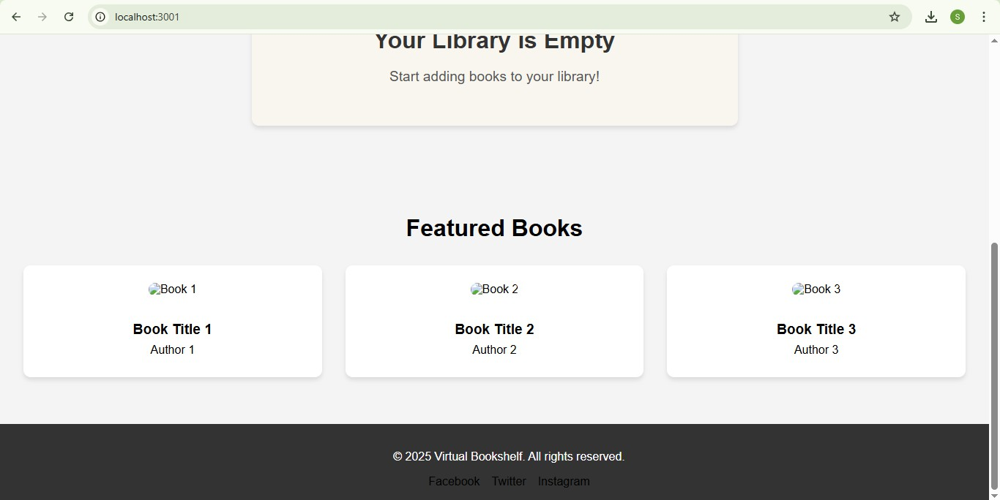 localhost:3001
S
Your Library is Empty
Start adding books to your library!
Featured Books
Book 1
Book Title 1
Author 1
Book 2
Book Title 2
Author 2
Book 3
Book Title 3
Author 3
© 2025 Virtual Bookshelf. All rights reserved.
Facebook Twitter Instagram